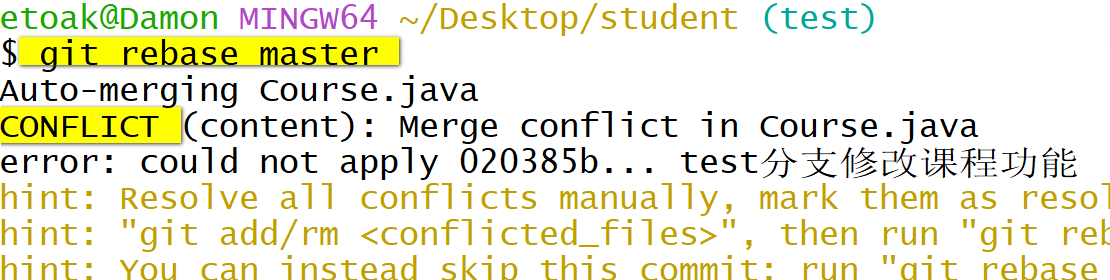 etoak@Damon MINGW64 ~/Desktop/student (test)
$ git rebase master
Auto-merging Course.java
CONFLICT (content): Merge conflict in Course.java
error: could not apply 020385b... test分支修改课程功能
hint: Resolve all conflicts manually, mark them as resol
hint: "git add/rm <conflicted_files>", then run "git reb
hint: You can instead skip this commit: run "git rebase